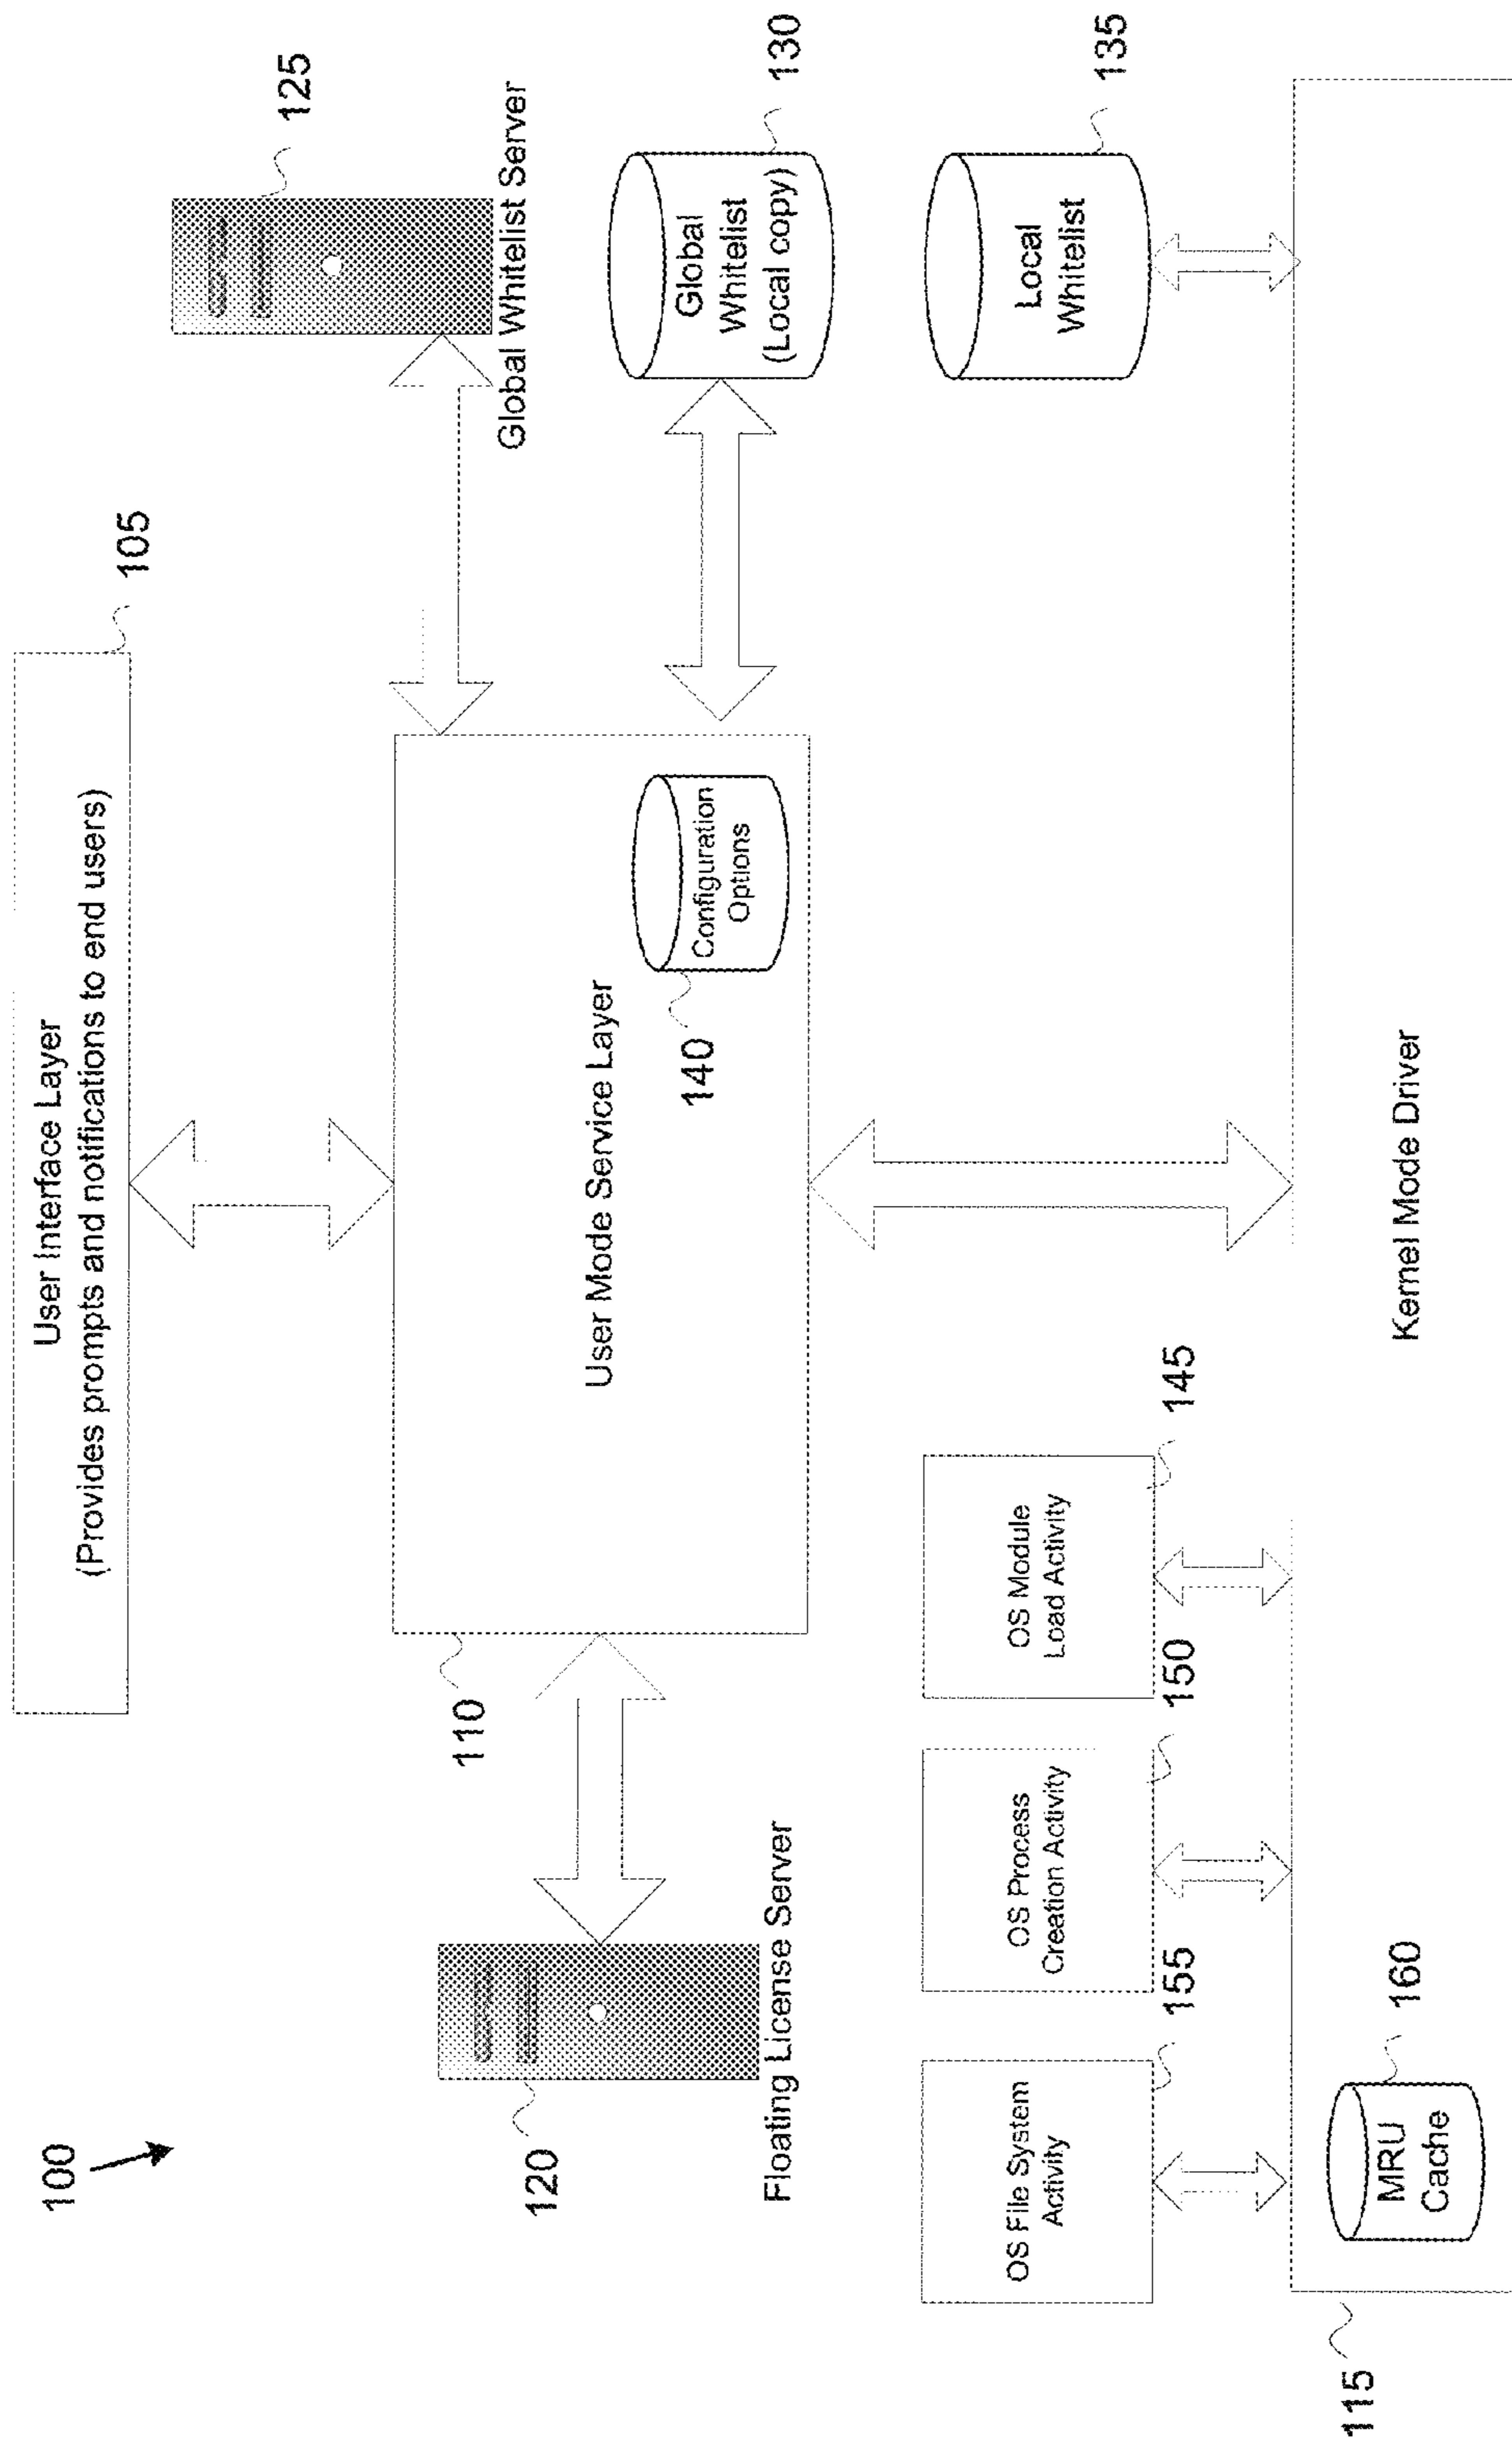 100
User Interface Layer
(Provides prompts and notifications to end users)
105
125
Global Whitelist Server
120
Floating License Server
110
User Mode Service Layer
140
Configuration
Options
Global
Whitelist
(Local copy)
130
OS File System
Activity
155
OS Process
Creation Activity
150
OS Module
Load Activity
145
Local
Whitelist
135
115
MRU
Cache
160
Kernel Mode Driver